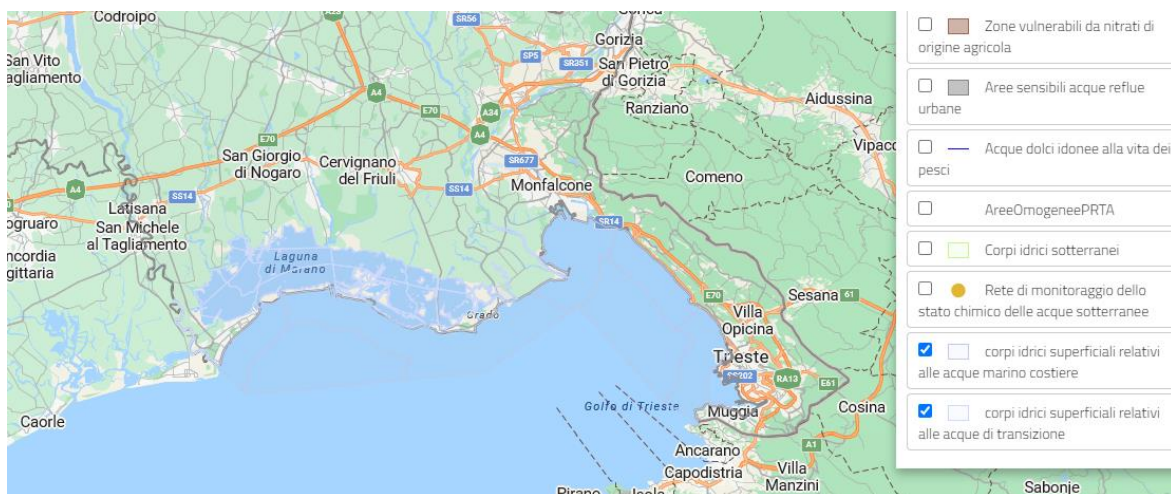 Codroipo
SR56
Gorizia
San Vito
agliamento
SP5
SR351
San Pietro
di Gorizia
A4
Ranziano
Aidussina
A34
E70
A4
E70
San Giorgio
di Nogaro
Cervignano
del Friuli
SR677
Vipacc
A4
SS14
SS14
Monfalcone
Comeno
Latisana
ogruaro
San Michele
al Tagliamento
SR14
ncordia
gittaria
Laguna
di Marano
E70
Sesana
61
Grado
Villa
Opicina
Trieste
SS202
RA13
E61
Golfo di Trieste
Muggia
Cosina
Caorle
Ancarano
A1
Capodistria
Villa
Manzini
Pirano
Isola
Sabonje
Zone vulnerabili da nitrati di
origine agricola
Aree sensibili acque reflue
urbane
Acque dolci idonee alla vita dei
pesci
AreeOmogeneePRTA
Corpi idrici sotterranei
Rete di monitoraggio dello
stato chimico delle acque sotterranee
corpi idrici superficiali relativi
alle acque marino costiere
corpi idrici superficiali relativi
alle acque di transizione